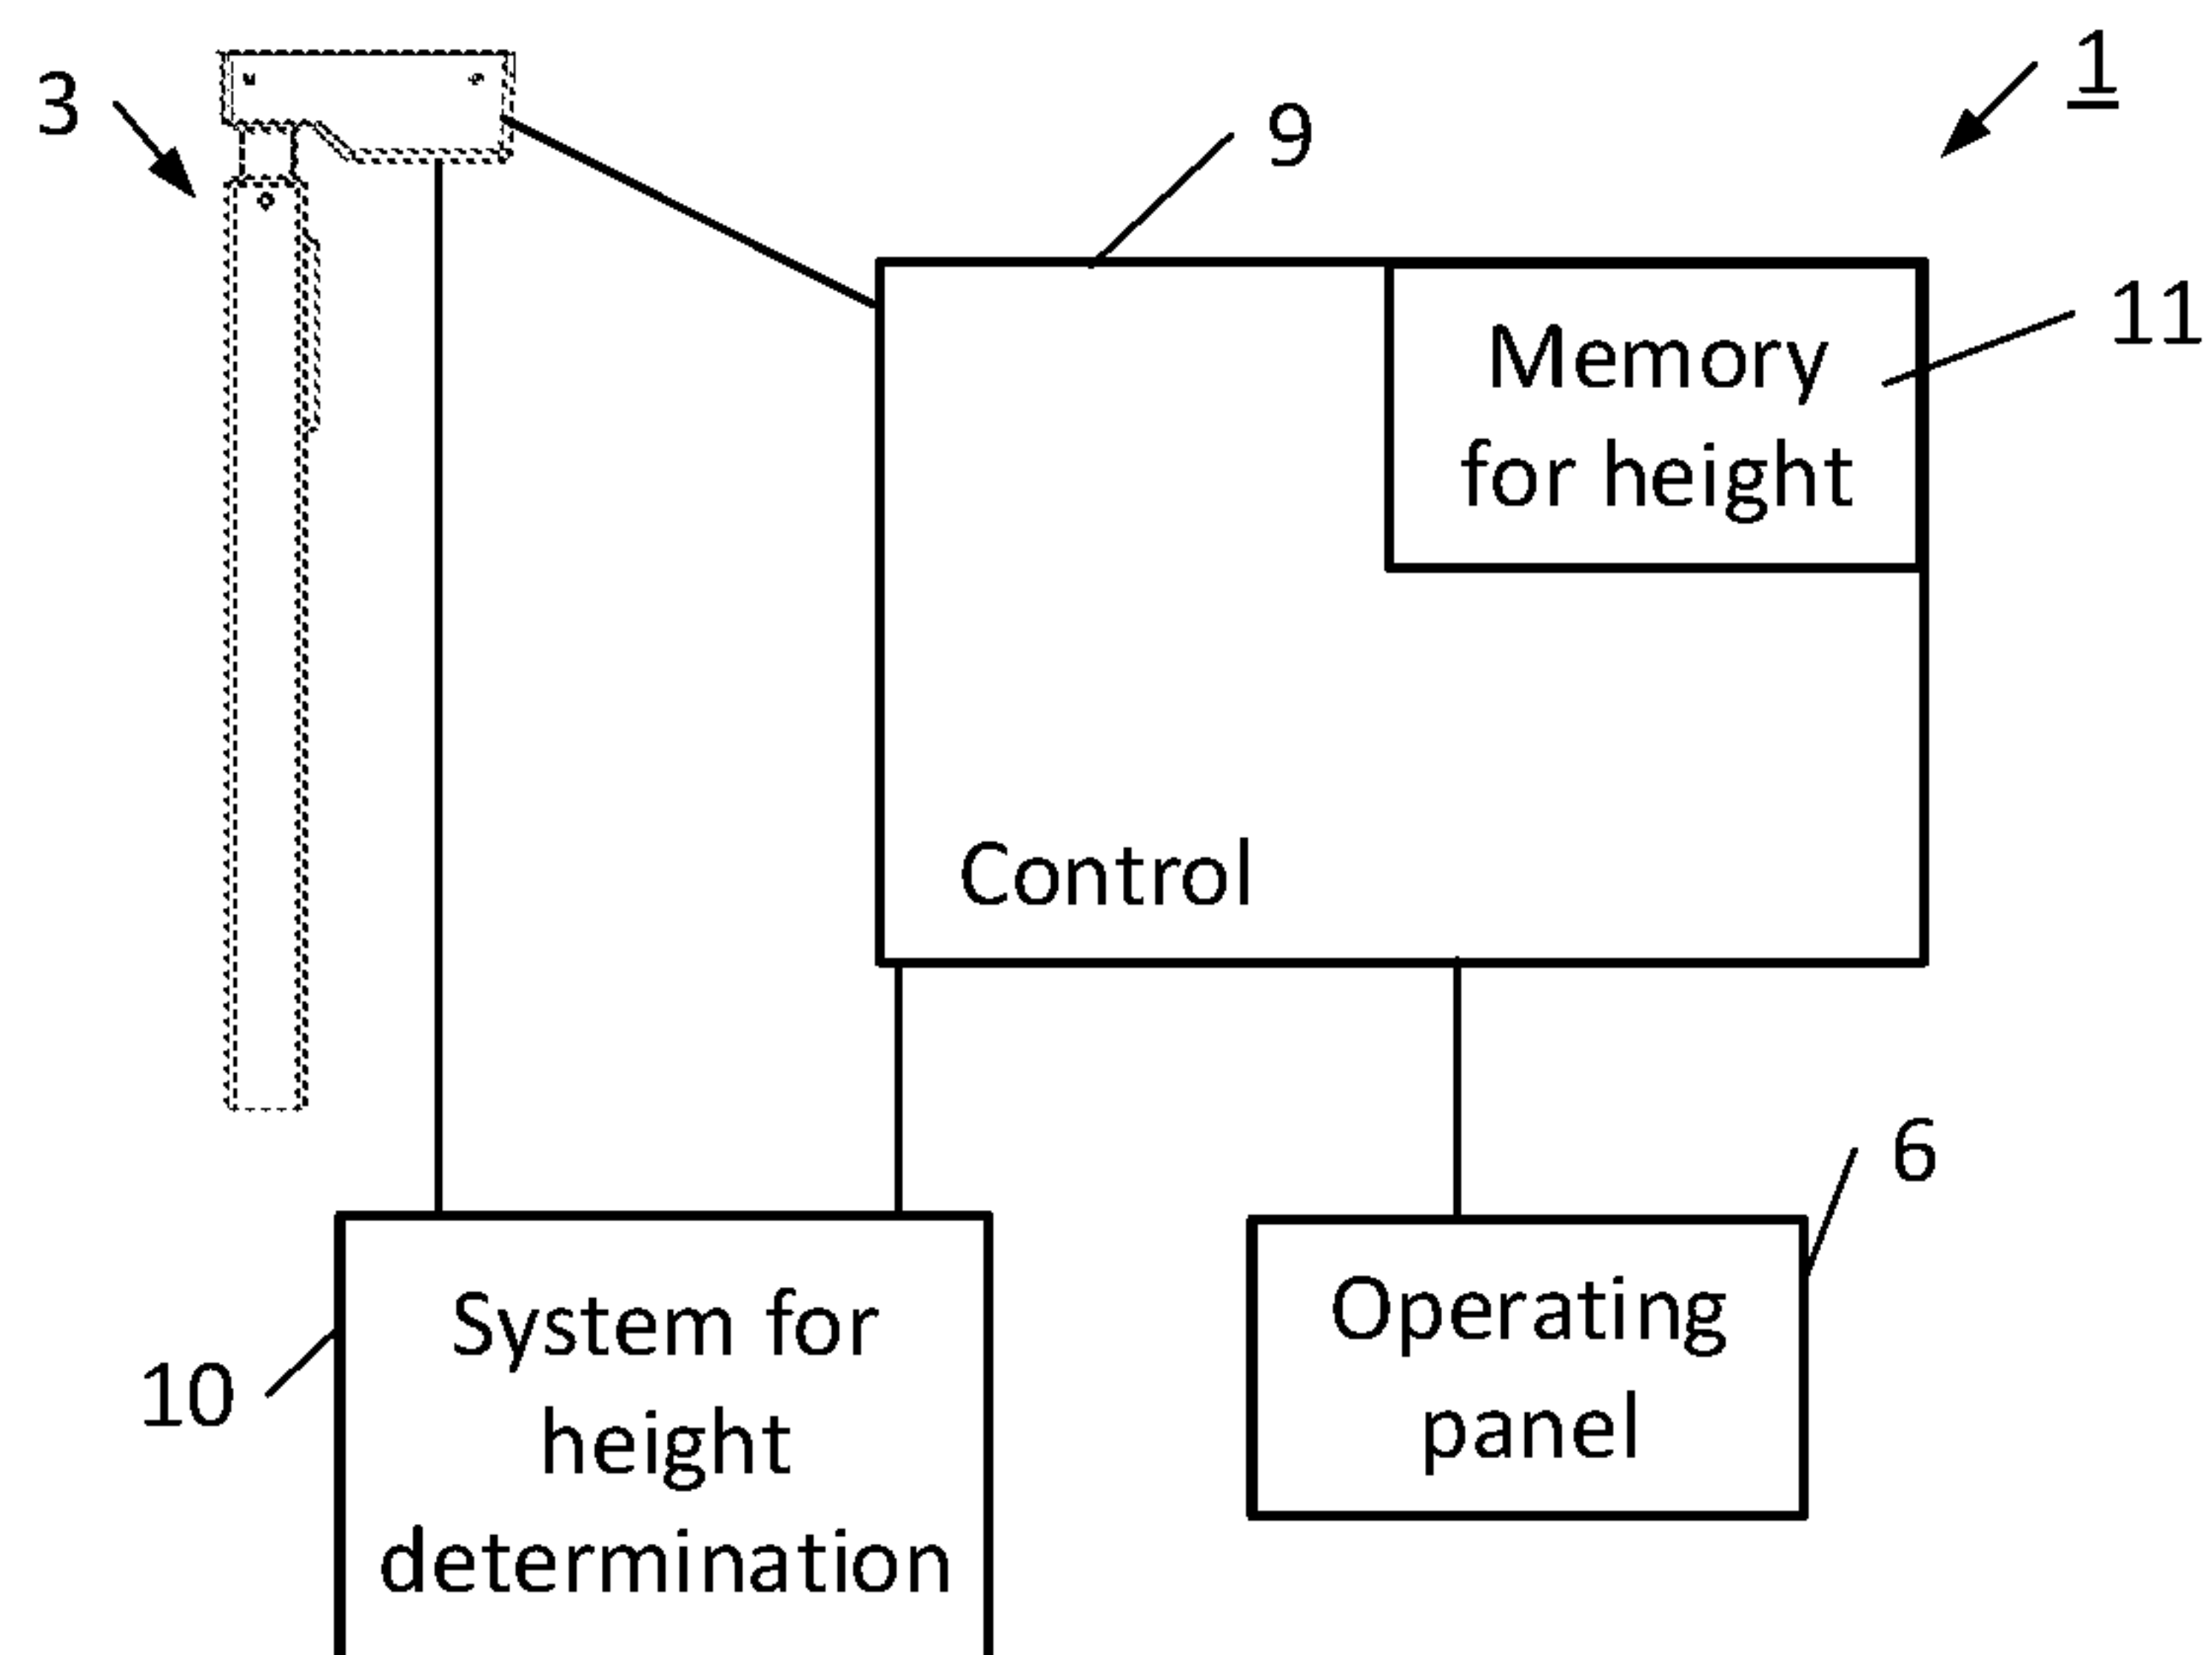 1
3
9
11
Memory
for height
Control
6
Operating
panel
10
System for
height
determination